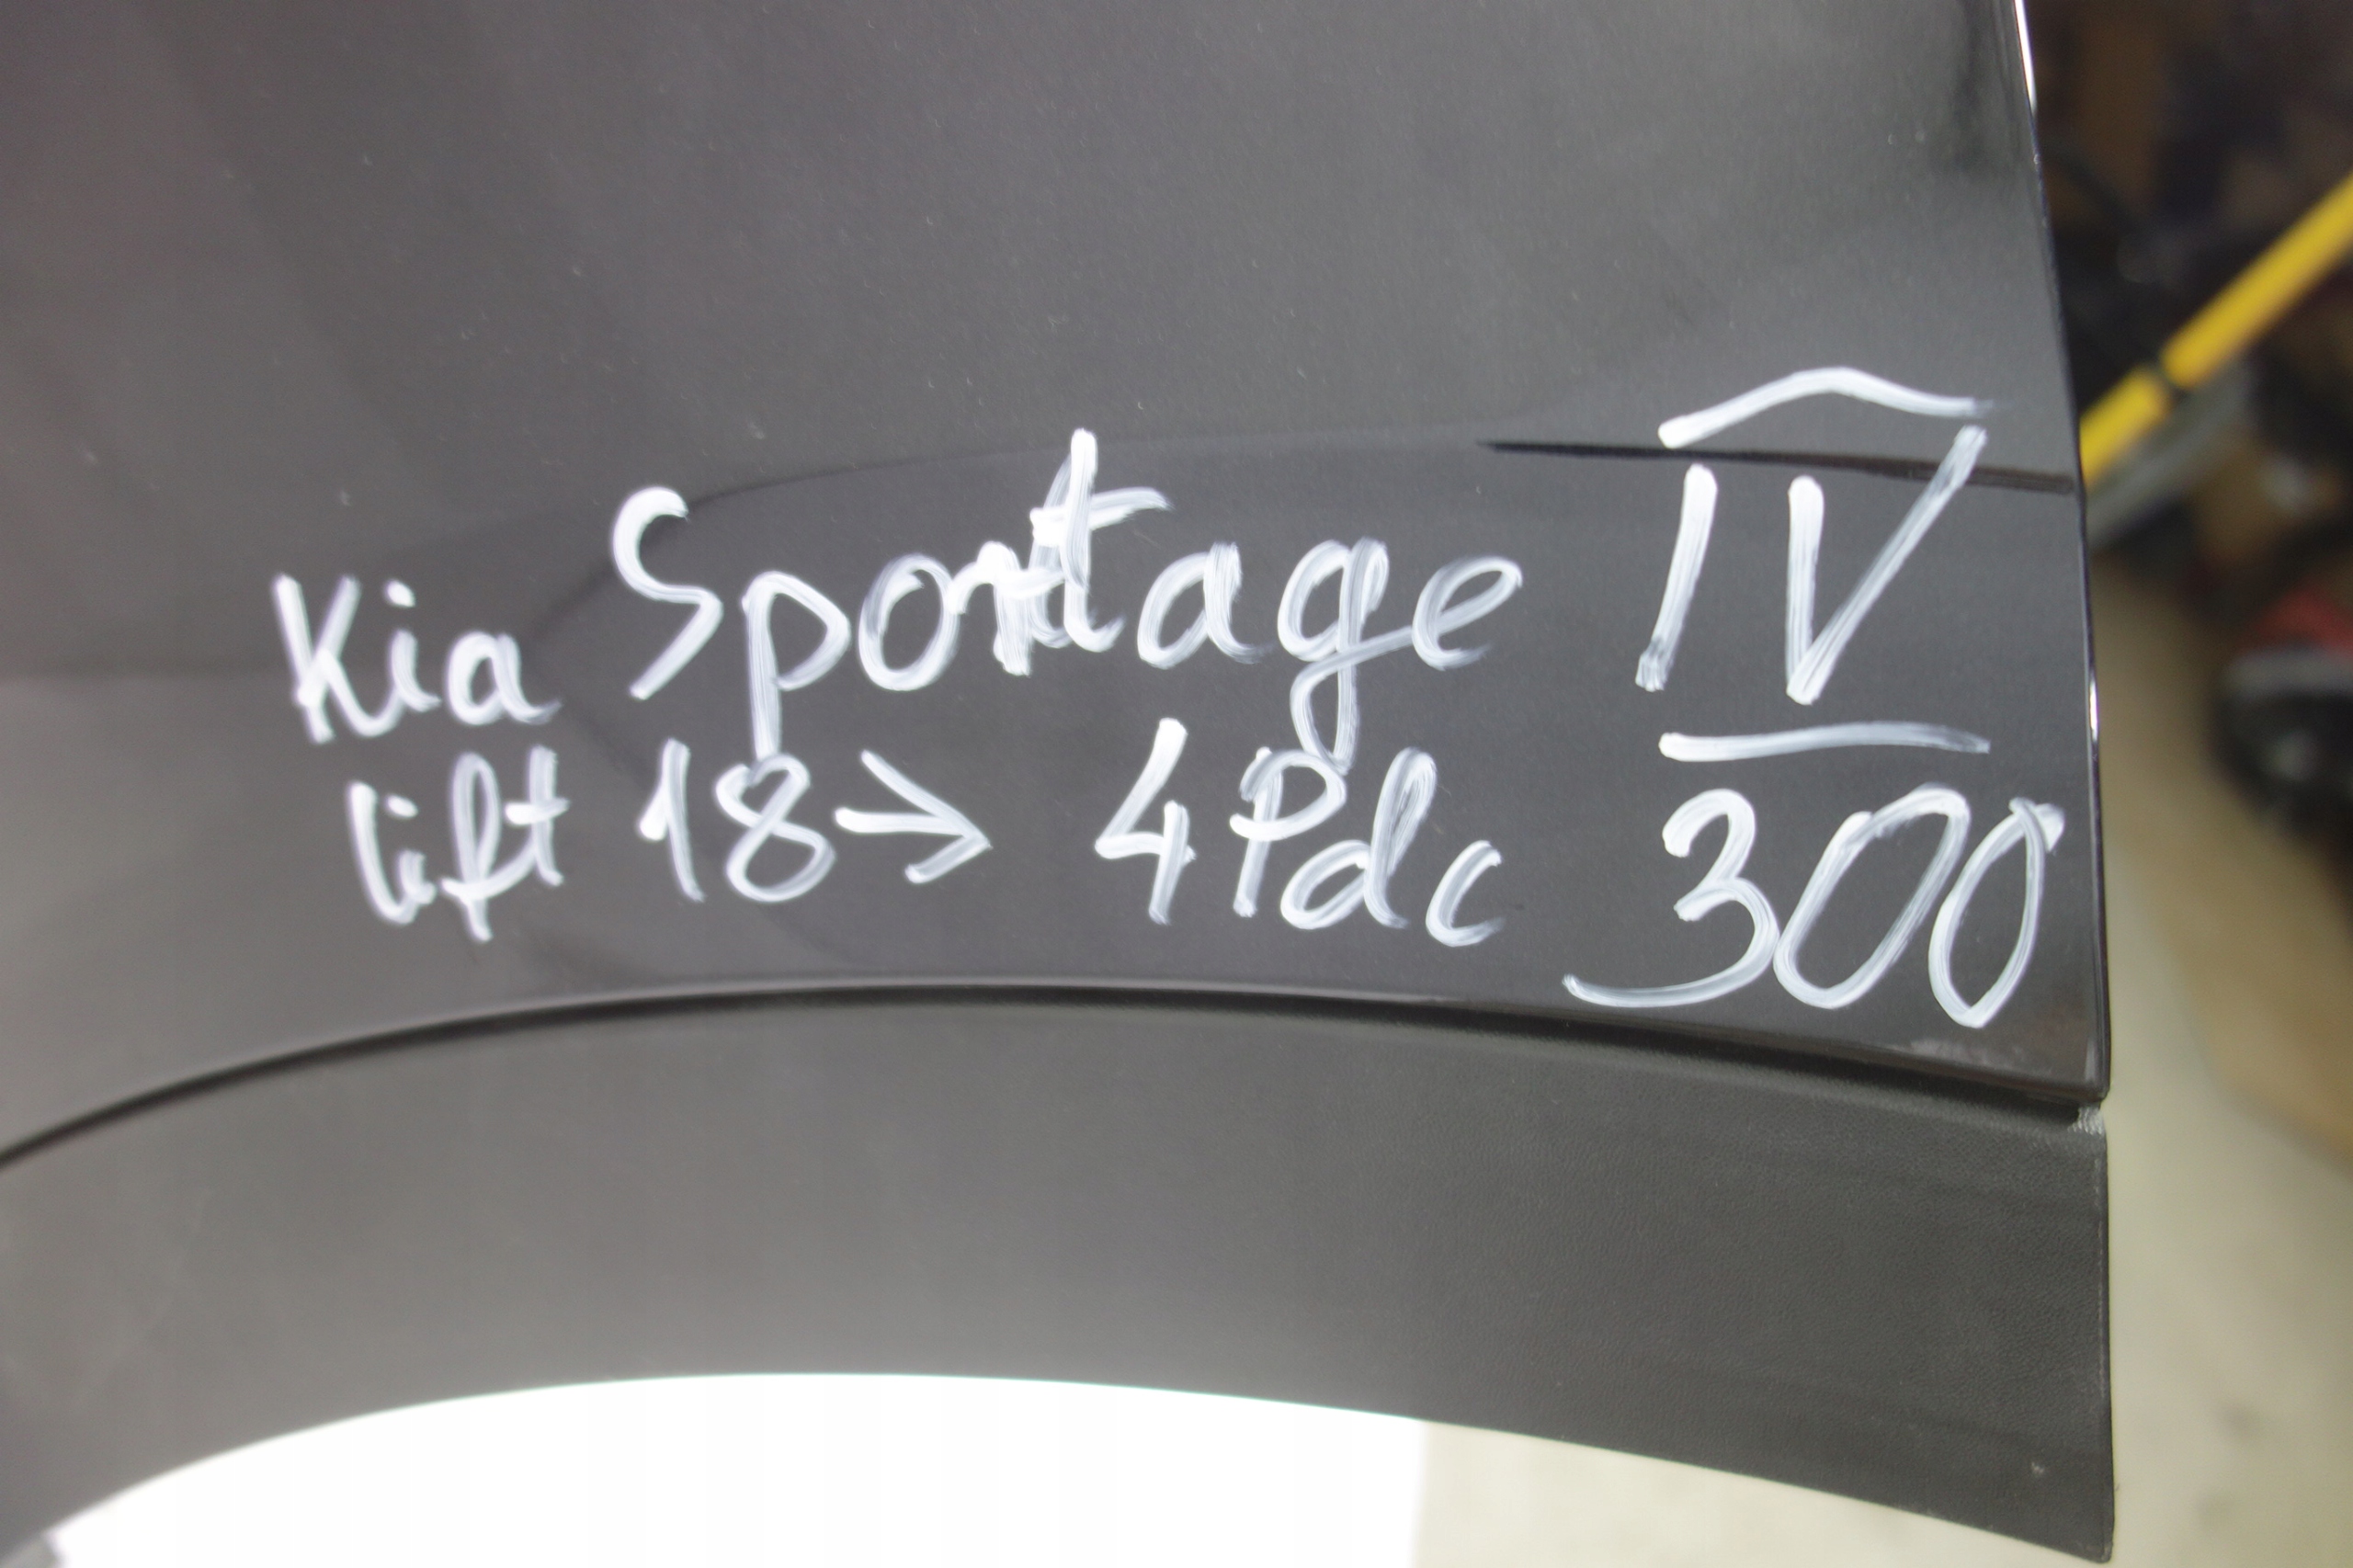 Kia Sportage IV
lift 18→ 4Pdc 300